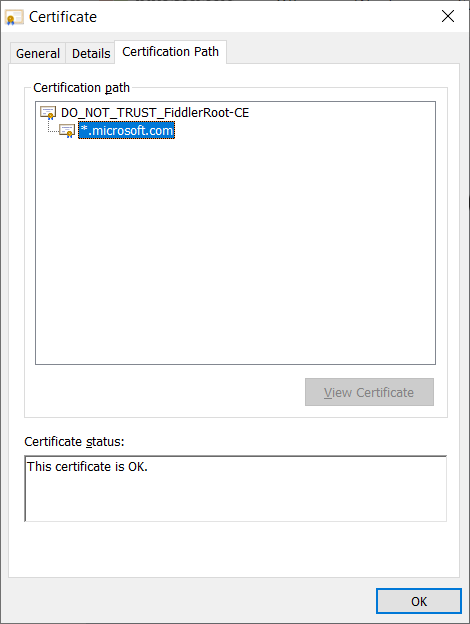 Certificate
General Details Certification Path
Certification path
DO_NOT_TRUST_FiddlerRoot-CE
*.microsoft.com
View Certificate
Certificate status:
This certificate is OK.
OK